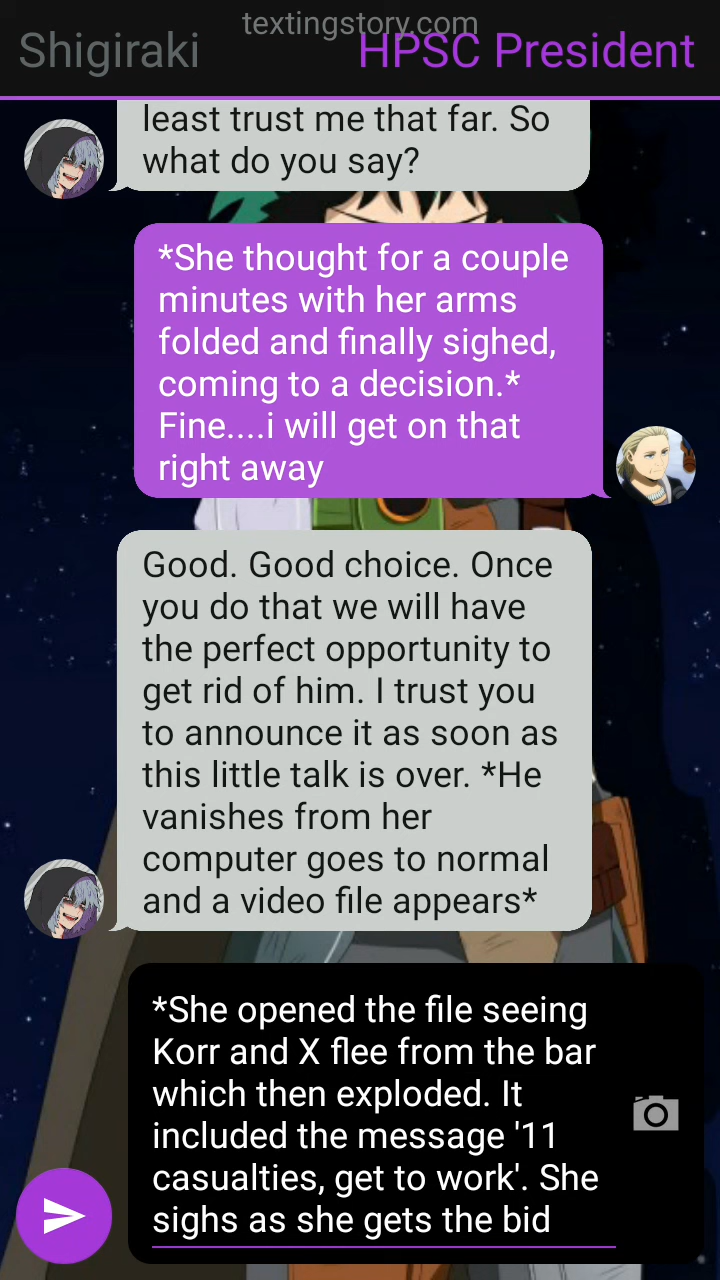 textingstory.com
Shigiraki
HPSC President
least trust me that far. So
what do you say?
*She thought for a couple
minutes with her arms
folded and finally sighed,
coming to a decision.*
Fine....i will get on that
right away
Good. Good choice. Once
you do that we will have
the perfect opportunity to
get rid of him. I trust you
to announce it as soon as
this little talk is over. *He
vanishes from her
computer goes to normal
and a video file appears*
*She opened the file seeing
Korr and X flee from the bar
which then exploded. It
included the message '11
casualties, get to work'. She
sighs as she gets the bid